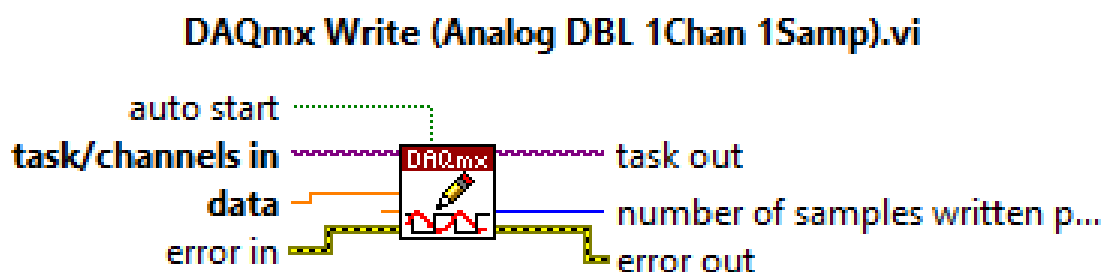 DAQmx Write (Analog DBL 1Chan 1Samp).vi
auto start
task/channels in
DAQmx
task out
data
number of samples written p...
error in
error out